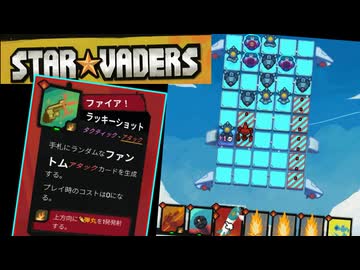 STAR★VADERS
ファイア！
ラッキーショット
タクティック・アタック
手札にランダムなファン
トムアタックカードを生成
する。
プレイ時のコストは0にな
る。
上方向に弾丸を1発発射す
る。